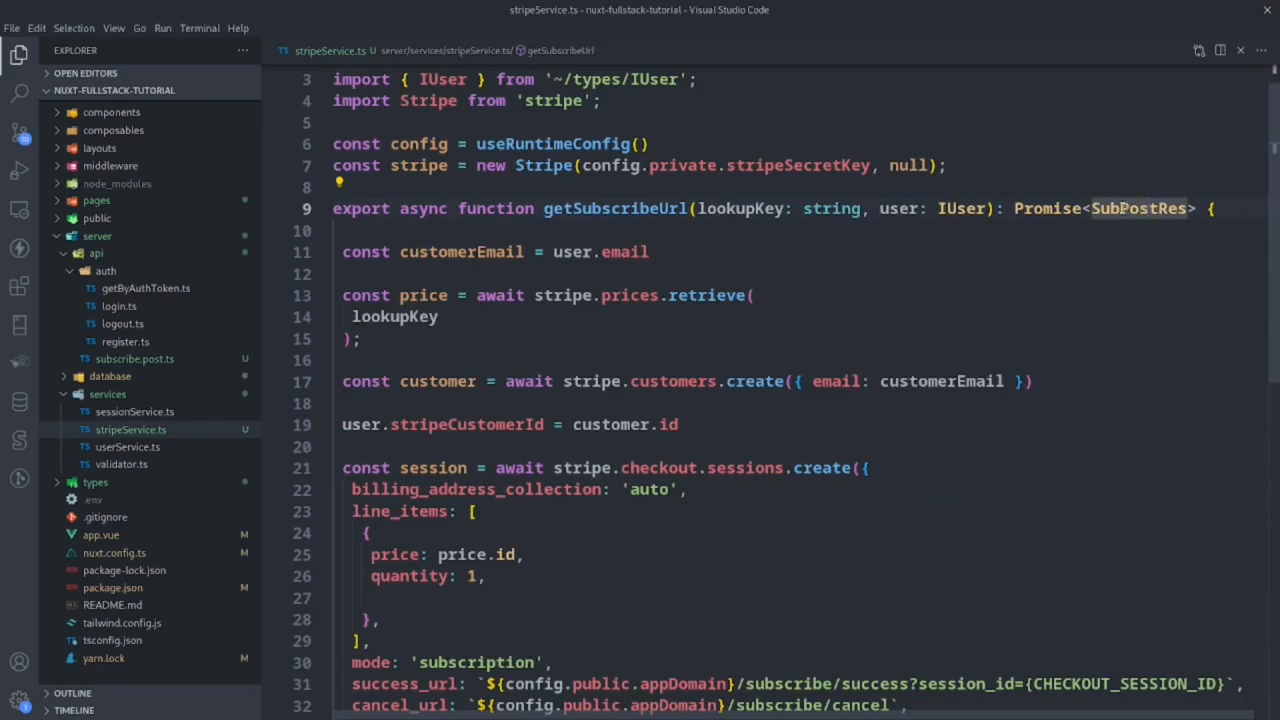 stripeService.ts - nuxt-fullstack-tutorial - Visual Studio Code
File Edit Selection View Go Run Terminal Help
EXPLORER
OPEN EDITORS
NUXT-FULLSTACK-TUTORIAL
components
composables
layouts
middleware
node_modules
pages
public
server
api
auth
TS getByAuthToken.ts
TS login.ts
TS logout.ts
TS register.ts
TS subscribe.post.ts U
database
services
TS sessionService.ts
TS stripeService.ts U
TS userService.ts
TS validator.ts
types
.env
.gitignore
app.vue M
nuxt.config.ts M
package-lock.json
package.json M
README.md
tailwind.config.js
tsconfig.json
yarn.lock M
OUTLINE
TIMELINE
10
1
TS stripeService.ts U server/services/stripeService.ts/ getSubscribeUrl
3 import { IUser } from '~/types/IUser';
4 import Stripe from 'stripe';
5
6 const config = useRuntimeConfig()
7 const stripe = new Stripe(config.private.stripeSecretKey, null);
8
9 export async function getSubscribeUrl(lookupKey: string, user: IUser): Promise<SubPostRes> {
10
11 const customerEmail = user.email
12
13 const price = await stripe.prices.retrieve(
14 lookupKey
15 );
16
17 const customer = await stripe.customers.create({ email: customerEmail })
18
19 user.stripeCustomerId = customer.id
20
21 const session = await stripe.checkout.sessions.create({
22 billing_address_collection: 'auto',
23 line_items: [
24 {
25 price: price.id,
26 quantity: 1,
27
28 },
29 ],
30 mode: 'subscription',
31 success_url: `${config.public.appDomain}/subscribe/success?session_id={CHECKOUT_SESSION_ID}`,
32 cancel_url: `${config.public.appDomain}/subscribe/cancel`,